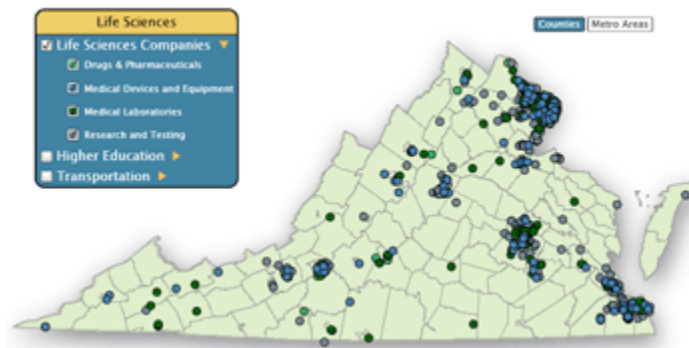 Life Sciences
Life Sciences Companies
Drugs & Pharmaceuticals
Medical Devices and Equipment
Medical Laboratories
Research and Testing
Higher Education
Transportation
Counties Metro Areas